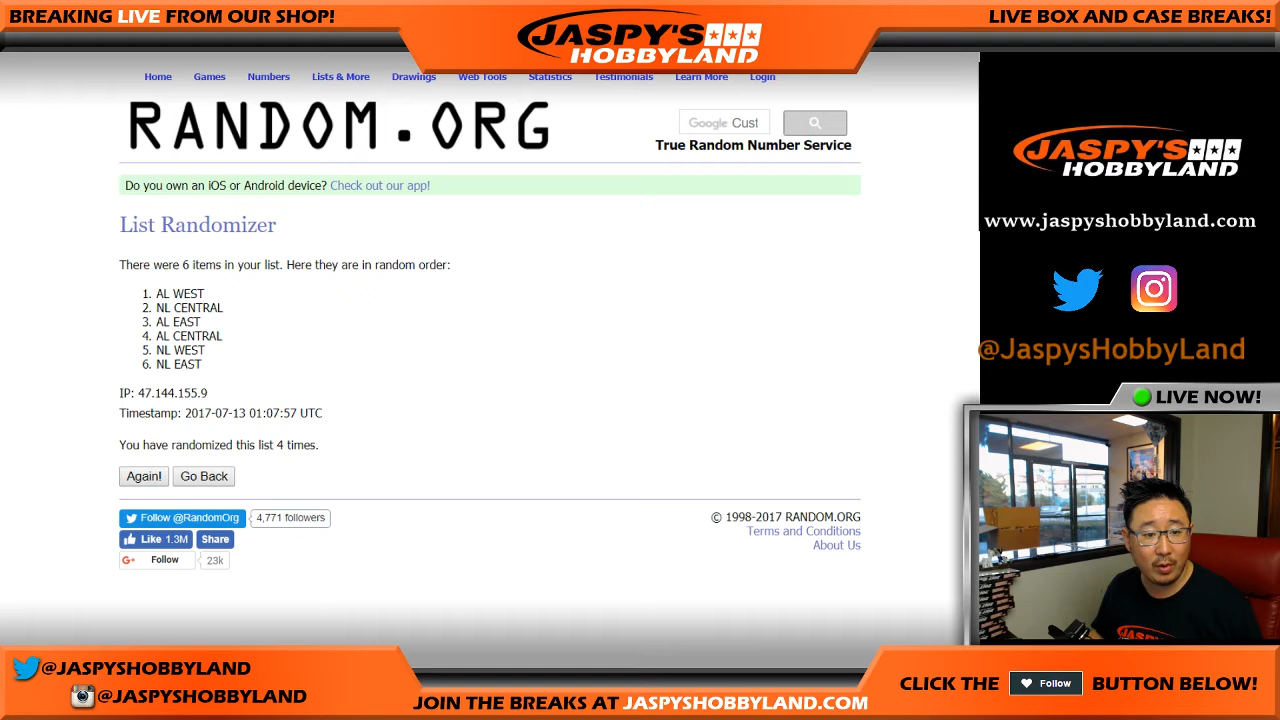 BREAKING LIVE FROM OUR SHOP!
JASPY'S
HOBBYLAND
LIVE BOX AND CASE BREAKS!
Home Games Numbers Lists & More Drawings Web Tools Statistics Testimonials Learn More Login
RANDOM.ORG
Google Cust
True Random Number Service
Do you own an iOS or Android device? Check out our app!
List Randomizer
There were 6 items in your list. Here they are in random order:
1. AL WEST
2. NL CENTRAL
3. AL EAST
4. AL CENTRAL
5. NL WEST
6. NL EAST
IP: 47.144.155.9
Timestamp: 2017-07-13 01:07:57 UTC
You have randomized this list 4 times.
Again! Go Back
Follow @RandomOrg 4,771 followers
Like 1.3M Share
G+ Follow 23k
© 1998-2017 RANDOM.ORG
Terms and Conditions
About Us
JASPY'S
HOBBYLAND
www.jaspyshobbyland.com
@JaspysHobbyLand
LIVE NOW!
@JASPYSHOBBYLAND
@JASPYSHOBBYLAND
JOIN THE BREAKS AT JASPYSHOBBYLAND.COM
CLICK THE Follow BUTTON BELOW!